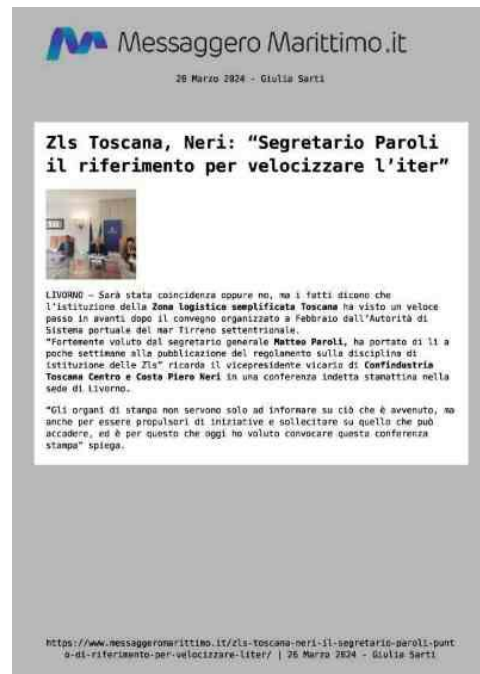 Messaggero Marittimo.it
26 Marzo 2024 - Giulia Sarti
Zls Toscana, Neri: “Segretario Paroli
il riferimento per velocizzare l’iter”
LIVORNO – Sarà stata coincidenza oppure no, ma i fatti dicono che
l’istituzione della Zona logistica semplificata Toscana ha visto un veloce
passo in avanti dopo il convegno organizzato a Febbraio dall’Autorità di
Sistema portuale del mar Tirreno settentrionale.
“Fortemente voluto dal segretario generale Matteo Paroli, ha portato di lì a
poche settimane alla pubblicazione del regolamento sulla disciplina di
istituzione delle Zls” ricorda il vicepresidente vicario di Confindustria
Toscana Centro e Costa Piero Neri in una conferenza indetta stamattina nella
sede di Livorno.
“Gli organi di stampa non servono solo ad informare su ciò che è avvenuto, ma
anche per essere propulsori di iniziative e sollecitare su quello che può
accadere, ed è per questo che oggi ho voluto convocare questa conferenza
stampa” spiega.
https://www.messaggeromarittimo.it/zls-toscana-neri-il-segretario-paroli-punt
o-di-riferimento-per-velocizzare-liter/ | 26 Marzo 2024 - Giulia Sarti